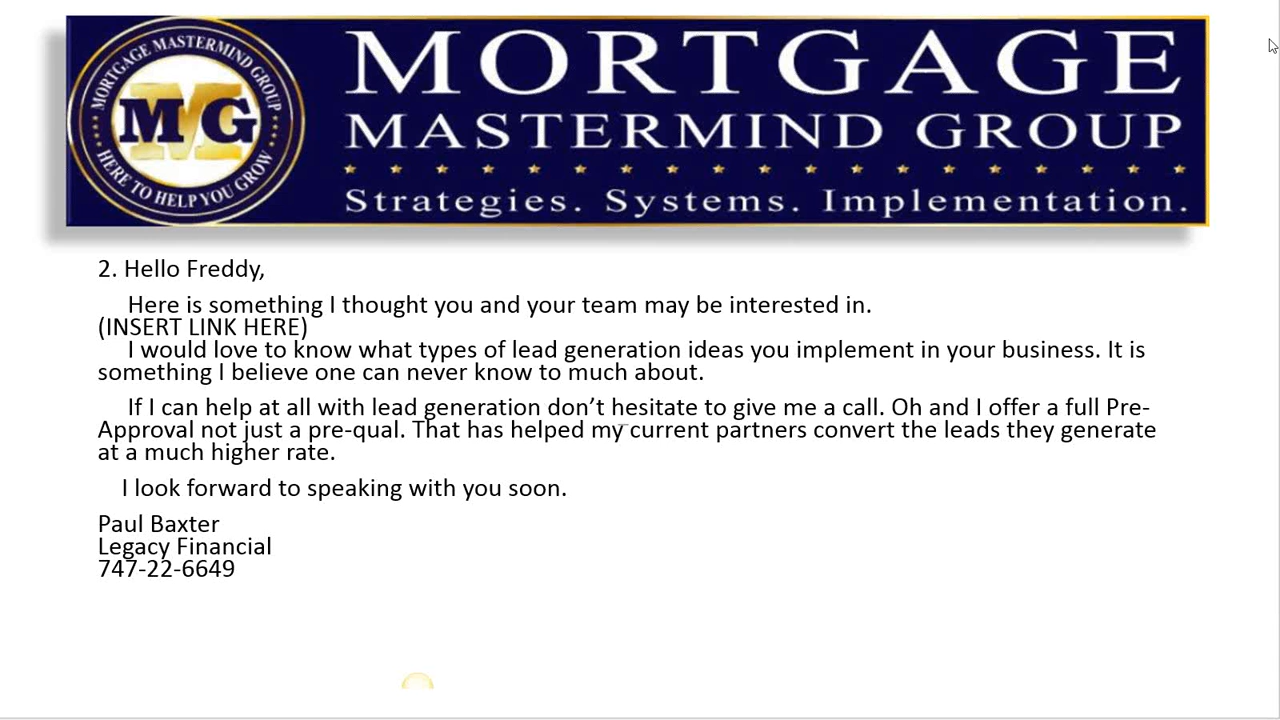 MORTGAGE MASTERMIND GROUP
MG
HERE TO HELP YOU GROW
MORTGAGE
MASTERMIND GROUP
Strategies. Systems. Implementation.
2. Hello Freddy,
Here is something I thought you and your team may be interested in.
(INSERT LINK HERE)
I would love to know what types of lead generation ideas you implement in your business. It is
something I believe one can never know to much about.
If I can help at all with lead generation don’t hesitate to give me a call. Oh and I offer a full Pre-
Approval not just a pre-qual. That has helped my current partners convert the leads they generate
at a much higher rate.
I look forward to speaking with you soon.
Paul Baxter
Legacy Financial
747-22-6649